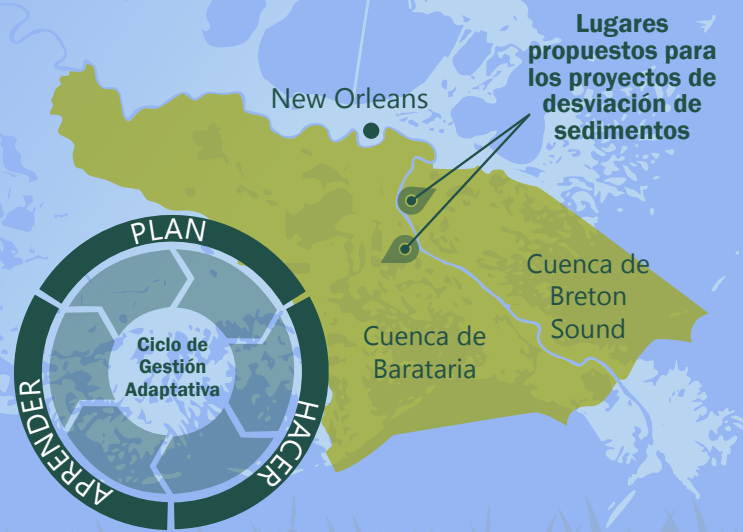 Lugares
propuestos para
los proyectos de
desviación de
sedimentos
New Orleans
Cuenca de
Breton
Sound
Cuenca de
Barataria
PLAN
HACER
APRENDER
Ciclo de
Gestión
Adaptativa